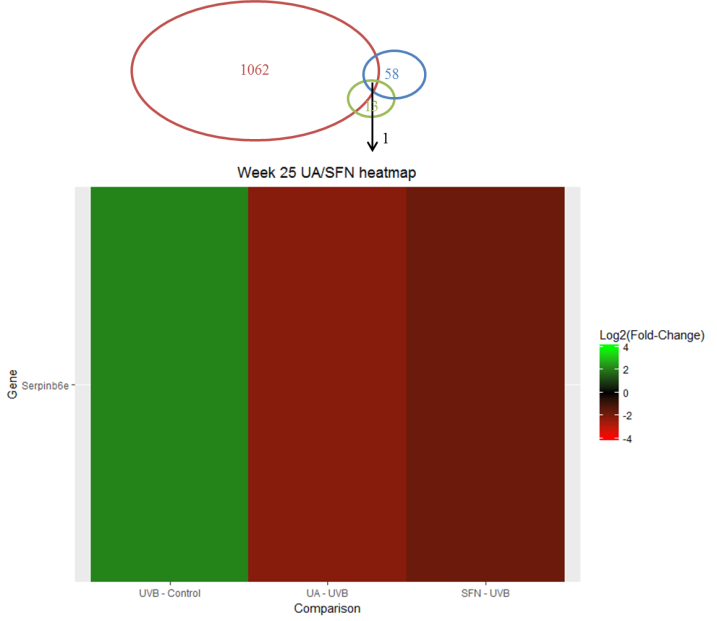 1062
58
13
1
Week 25 UA/SFN heatmap
Log2(Fold-Change)
4
2
0
-2
-4
Gene
Serpinb6e
UVB - Control
UA - UVB
SFN - UVB
Comparison